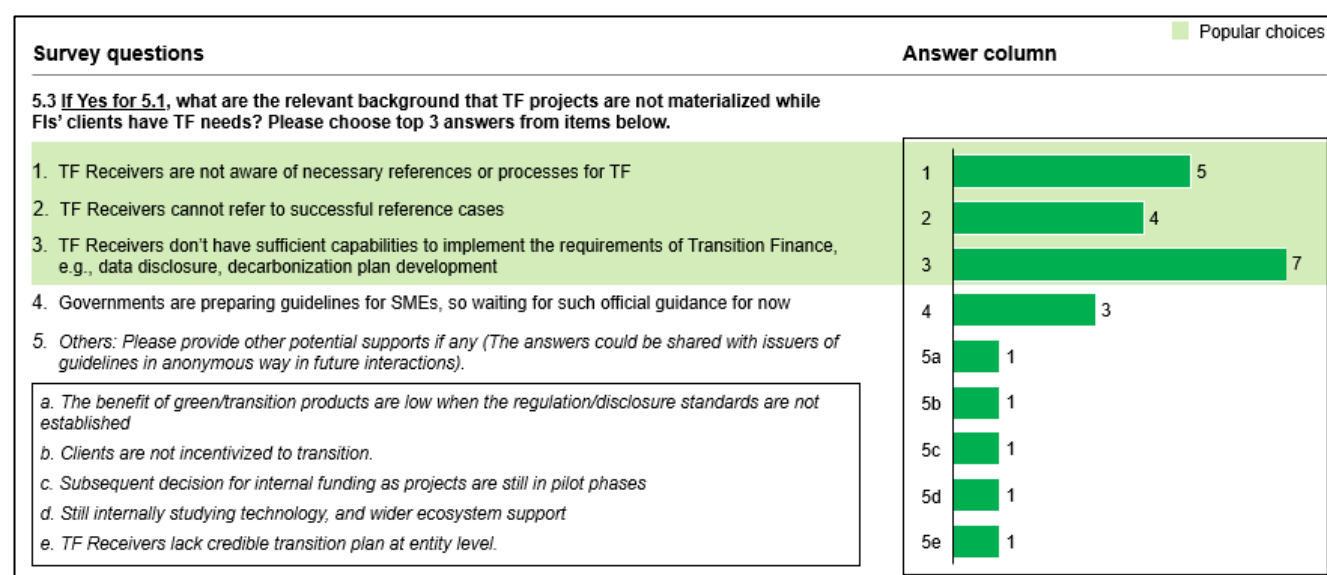 Popular choices
Survey questions
Answer column
5.3 If Yes for 5.1, what are the relevant background that TF projects are not materialized while
FIs' clients have TF needs? Please choose top 3 answers from items below.
1. TF Receivers are not aware of necessary references or processes for TF
2. TF Receivers cannot refer to successful reference cases
3. TF Receivers don't have sufficient capabilities to implement the requirements of Transition Finance,
e.g., data disclosure, decarbonization plan development
4. Governments are preparing guidelines for SMEs, so waiting for such official guidance for now
5. Others: Please provide other potential supports if any (The answers could be shared with issuers of
guidelines in anonymous way in future interactions).
a. The benefit of green/transition products are low when the regulation/disclosure standards are not
established
b. Clients are not incentivized to transition.
c. Subsequent decision for internal funding as projects are still in pilot phases
d. Still internally studying technology, and wider ecosystem support
e. TF Receivers lack credible transition plan at entity level.
1 5
2 4
3 7
4 3
5a 1
5b 1
5c 1
5d 1
5e 1